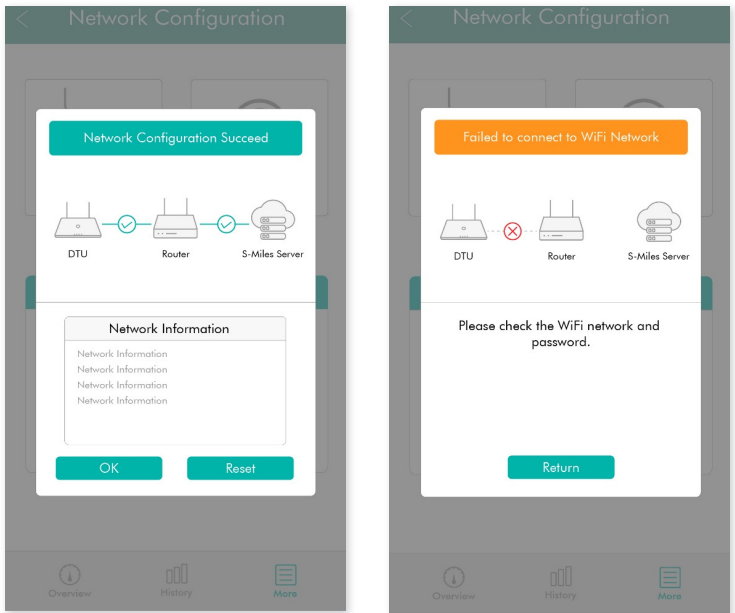 Network Configuration
Network Configuration Succeed
DTU
Router
S-Miles Server
Network Information
Network Information
Network Information
Network Information
Network Information
OK
Reset
Overview
History
More
Network Configuration
Failed to connect to WiFi Network
DTU
Router
S-Miles Server
Please check the WiFi network and
password.
Return
Overview
History
More